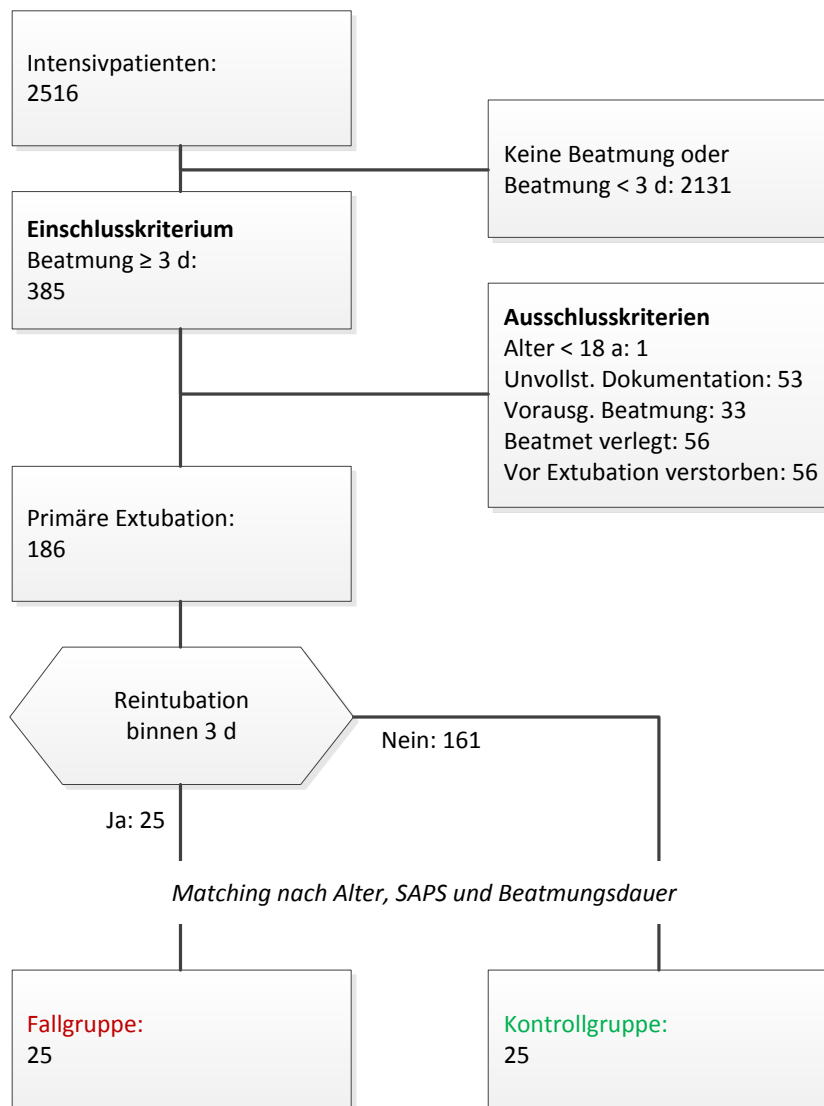 Intensivpatienten:
2516
Keine Beatmung oder
Beatmung < 3 d: 2131
Einschlusskriterium
Beatmung ≥ 3 d:
385
Ausschlusskriterien
Alter < 18 a: 1
Unvollst. Dokumentation: 53
Vorausg. Beatmung: 33
Beatmet verlegt: 56
Vor Extubation verstorben: 56
Primäre Extubation:
186
Reintubation
binnen 3 d
Nein: 161
Ja: 25
Matching nach Alter, SAPS und Beatmungsdauer
Fallgruppe:
25
Kontrollgruppe:
25